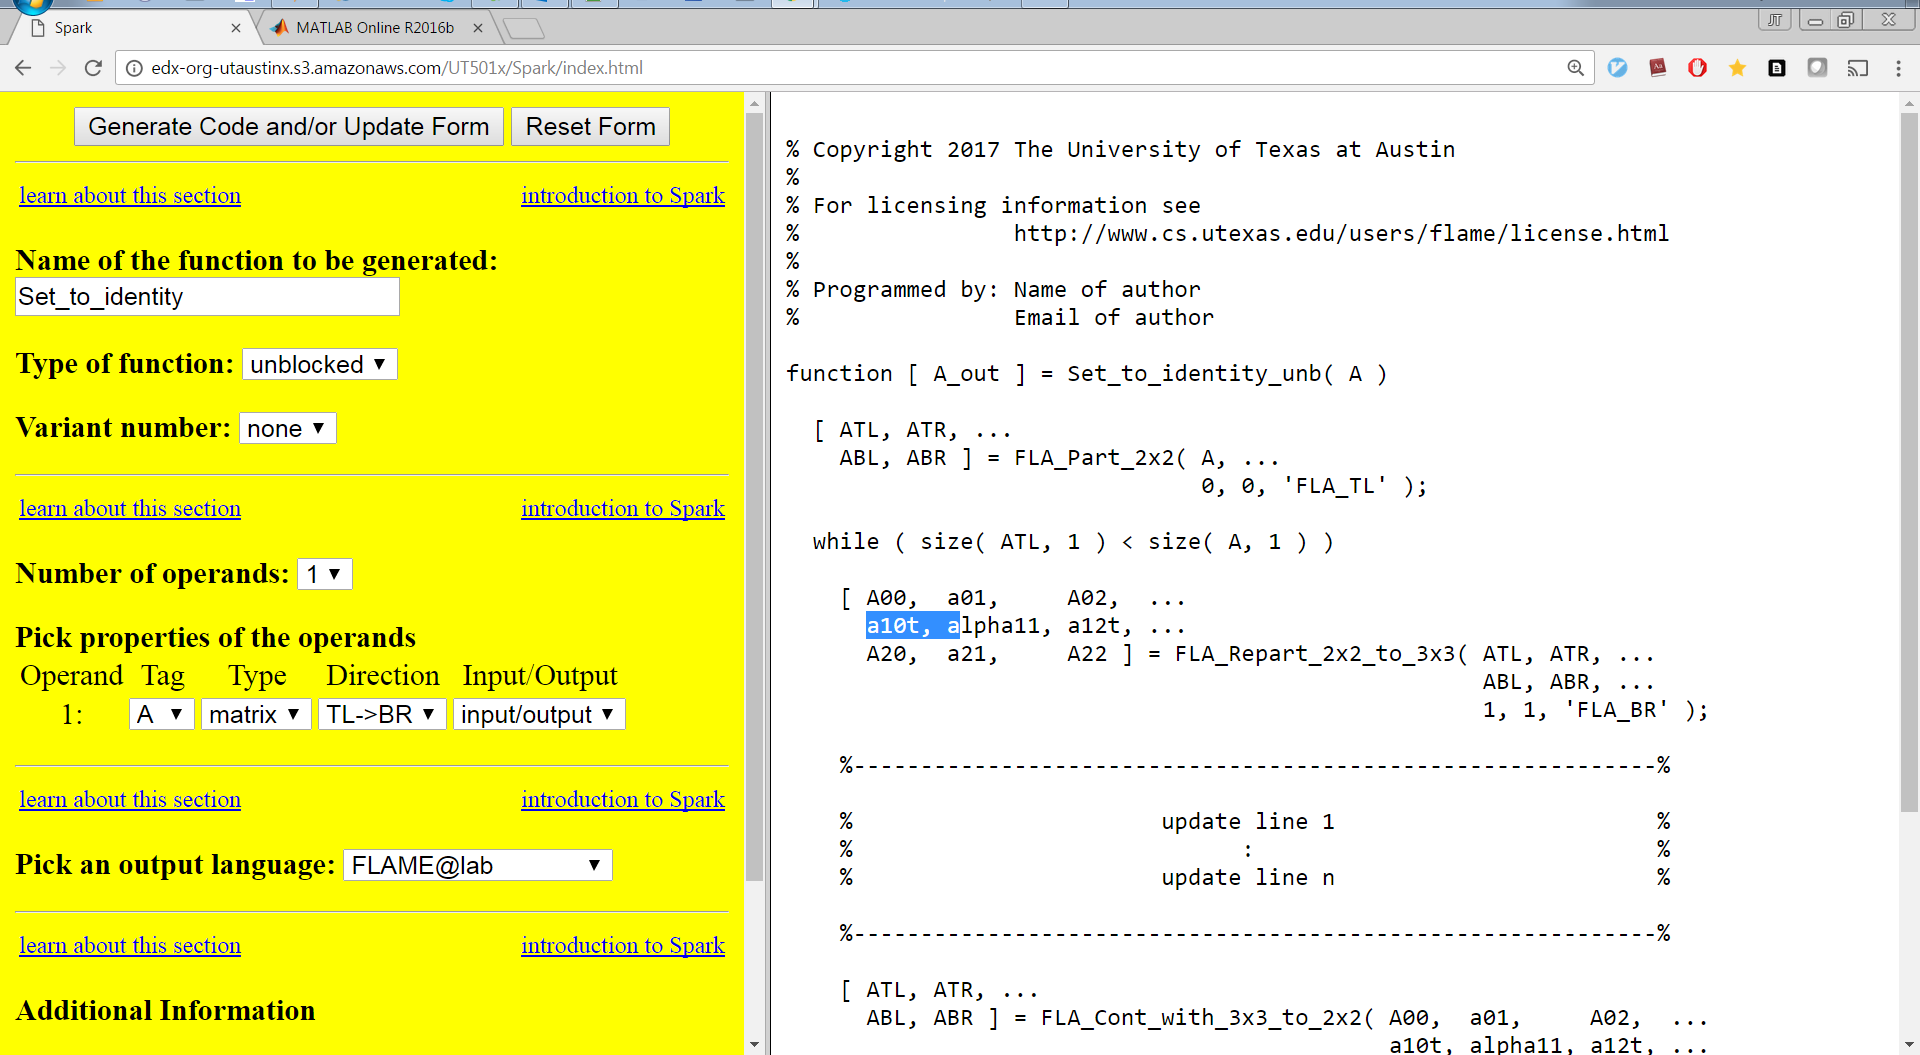 Spark
MATLAB Online R2016b
JT
edx-org-utaustinx.s3.amazonaws.com/UT501x/Spark/index.html
Generate Code and/or Update Form
Reset Form
learn about this section
introduction to Spark
Name of the function to be generated:
Set_to_identity
Type of function: unblocked
Variant number: none
learn about this section
introduction to Spark
Number of operands: 1
Pick properties of the operands
Operand Tag Type Direction Input/Output
1: A matrix TL->BR input/output
learn about this section
introduction to Spark
Pick an output language: FLAME@lab
learn about this section
introduction to Spark
Additional Information
% Copyright 2017 The University of Texas at Austin
%
% For licensing information see
%                http://www.cs.utexas.edu/users/flame/license.html
%
% Programmed by: Name of author
%                Email of author
function [ A_out ] = Set_to_identity_unb( A )
  [ ATL, ATR, ...
    ABL, ABR ] = FLA_Part_2x2( A, ...
                               0, 0, 'FLA_TL' );
  while ( size( ATL, 1 ) < size( A, 1 ) )
    [ A00,  a01,     A02,  ...
      a10t, alpha11, a12t, ...
      A20,  a21,     A22 ] = FLA_Repart_2x2_to_3x3( ATL, ATR, ...
                                                    ABL, ABR, ...
                                                    1, 1, 'FLA_BR' );
    %------------------------------------------------------------%
    %                       update line 1                        %
    %                             :                              %
    %                       update line n                        %
    %------------------------------------------------------------%
    [ ATL, ATR, ...
      ABL, ABR ] = FLA_Cont_with_3x3_to_2x2( A00,  a01,     A02,  ...
                                             a10t, alpha11, a12t, ...